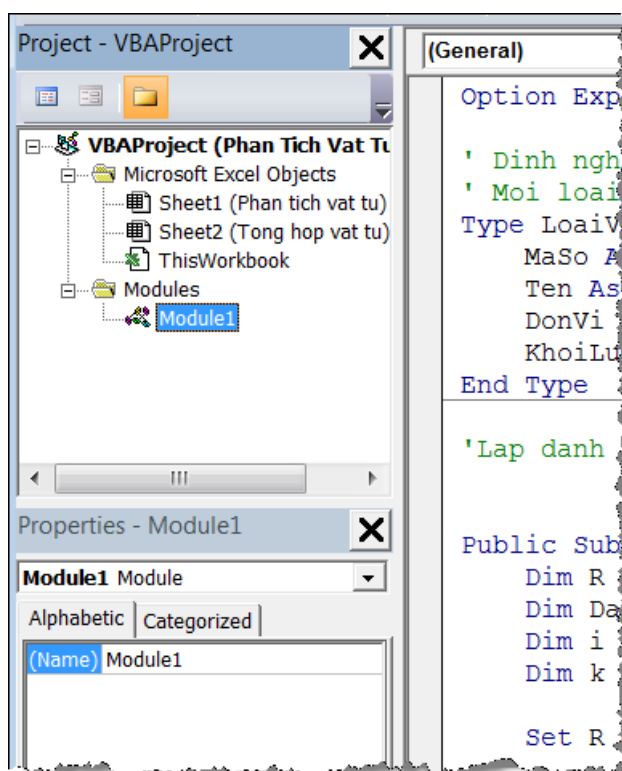 Project - VBAProject
VBAProject (Phan Tich Vat Tu
Microsoft Excel Objects
Sheet1 (Phan tich vat tu)
Sheet2 (Tong hop vat tu)
ThisWorkbook
Modules
Module1
Properties - Module1
Module1 Module
Alphabetic Categorized
(Name) Module1
(General)
Option Exp
' Dinh ngh
' Moi loai
Type LoaiV
MaSo A
Ten As
DonVi
KhoiLu
End Type
'Lap danh
Public Sub
Dim R
Dim Da
Dim i
Dim k
Set R